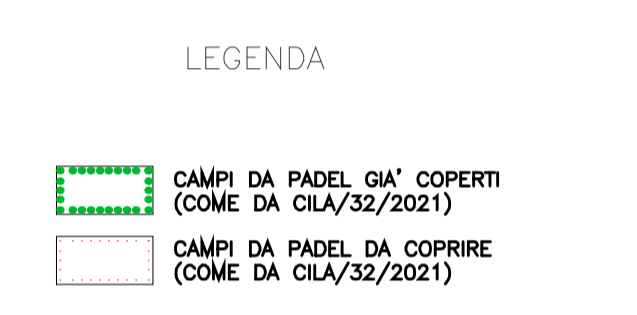 LEGENDA
CAMPI DA PADEL GIA' COPERTI
(COME DA CILA/32/2021)
CAMPI DA PADEL DA COPRIRE
(COME DA CILA/32/2021)